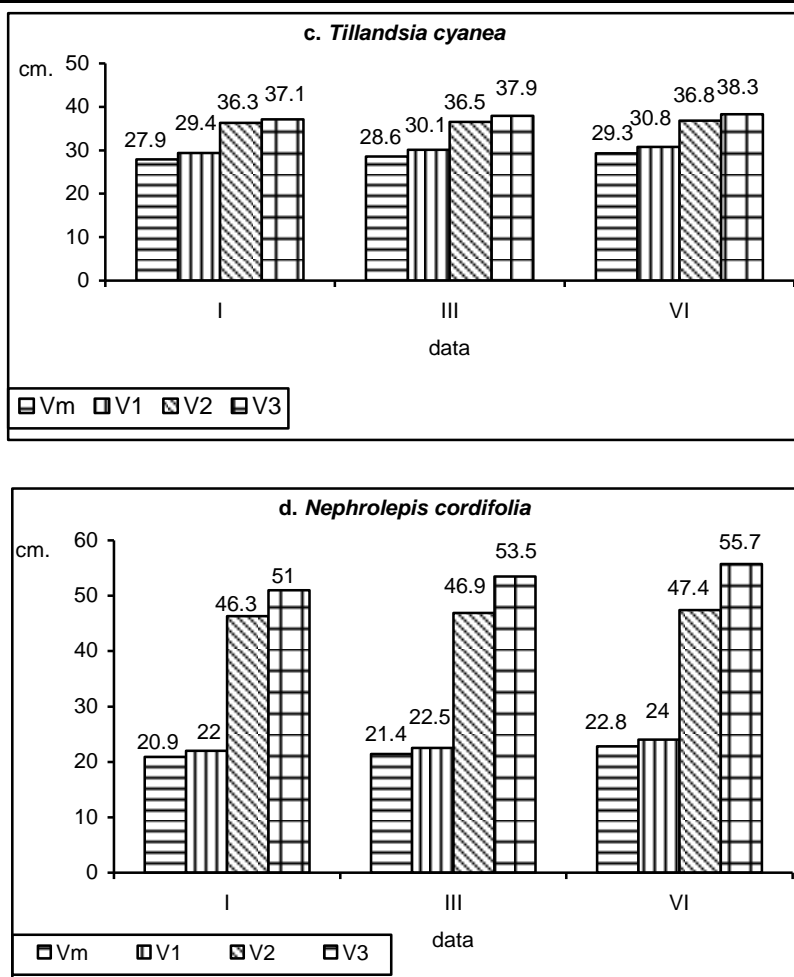 c. Tillandsia cyanea
cm.
50
40
30
20
10
0
27.9 29.4 36.3 37.1
28.6 30.1 36.5 37.9
29.3 30.8 36.8 38.3
I III VI
data
Vm V1 V2 V3
d. Nephrolepis cordifolia
cm.
60
50
40
30
20
10
0
20.9 22 46.3 51
21.4 22.5 46.9 53.5
22.8 24 47.4 55.7
I III VI
data
Vm V1 V2 V3